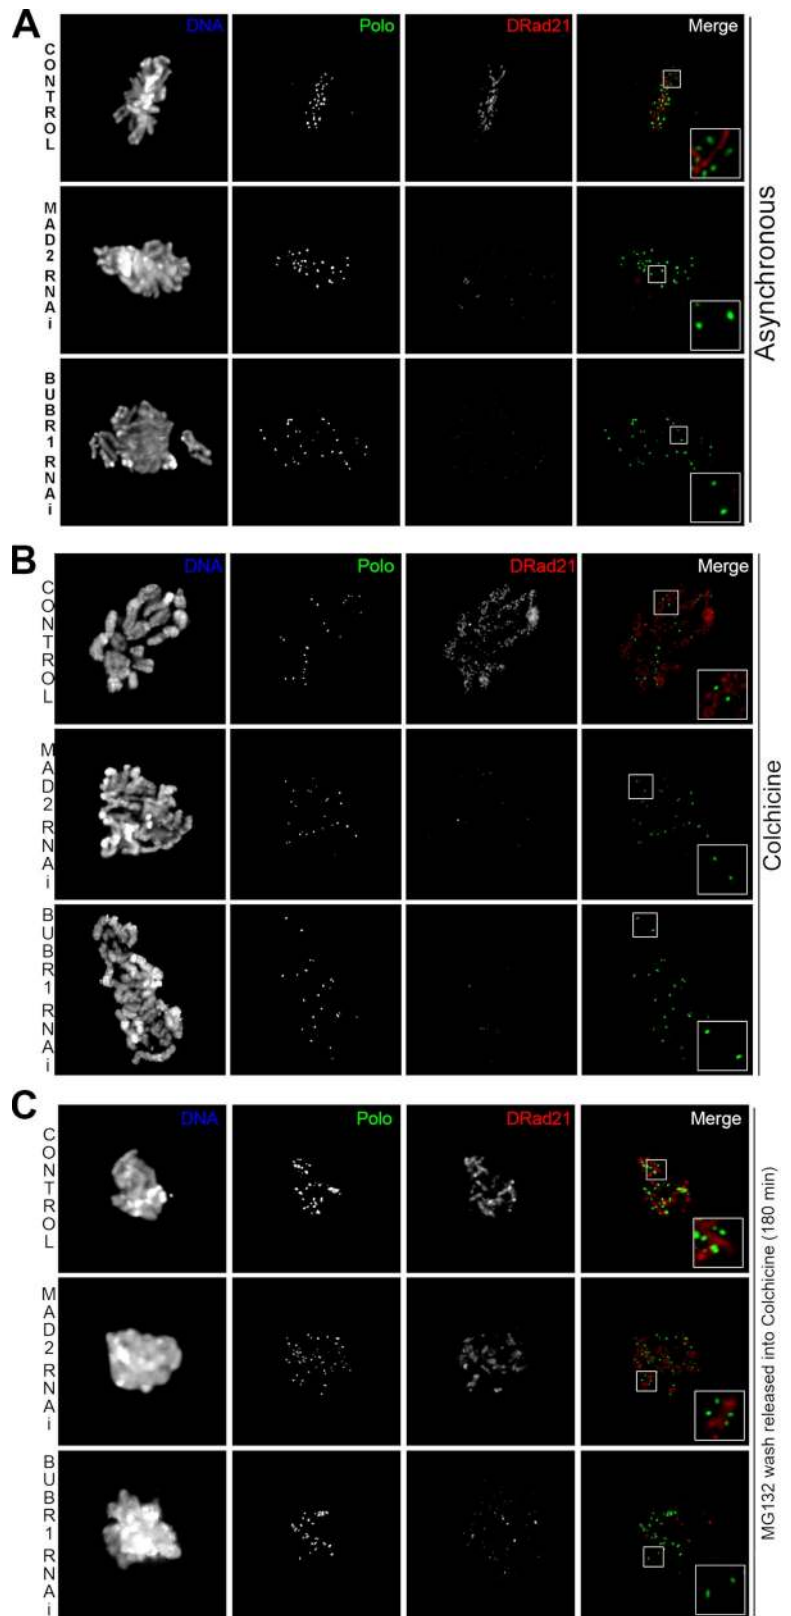 A
DNA Polo DRad21 Merge
CONTROL
MAD2 RNAi
BUBR1 RNAi
Asynchronous
B
DNA Polo DRad21 Merge
CONTROL
MAD2 RNAi
BUBR1 RNAi
Colchicine
C
DNA Polo DRad21 Merge
CONTROL
MAD2 RNAi
BUBR1 RNAi
MG132 wash released into Colchicine (180 min)